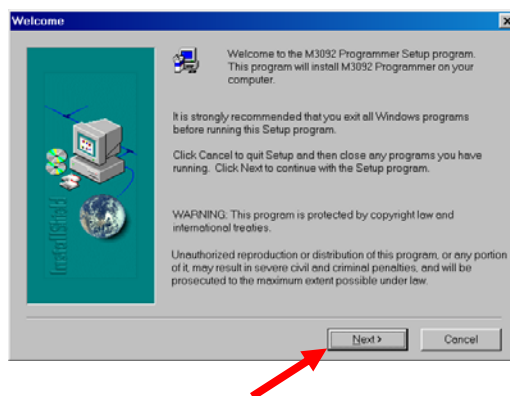 Welcome
Welcome to the M3092 Programmer Setup program.
This program will install M3092 Programmer on your
computer.
It is strongly recommended that you exit all Windows programs
before running this Setup program.
Click Cancel to quit Setup and then close any programs you have
running. Click Next to continue with the Setup program.
WARNING: This program is protected by copyright law and
international treaties.
Unauthorized reproduction or distribution of this program, or any portion
of it, may result in severe civil and criminal penalties, and will be
prosecuted to the maximum extent possible under law.
InstallShield
Next >
Cancel